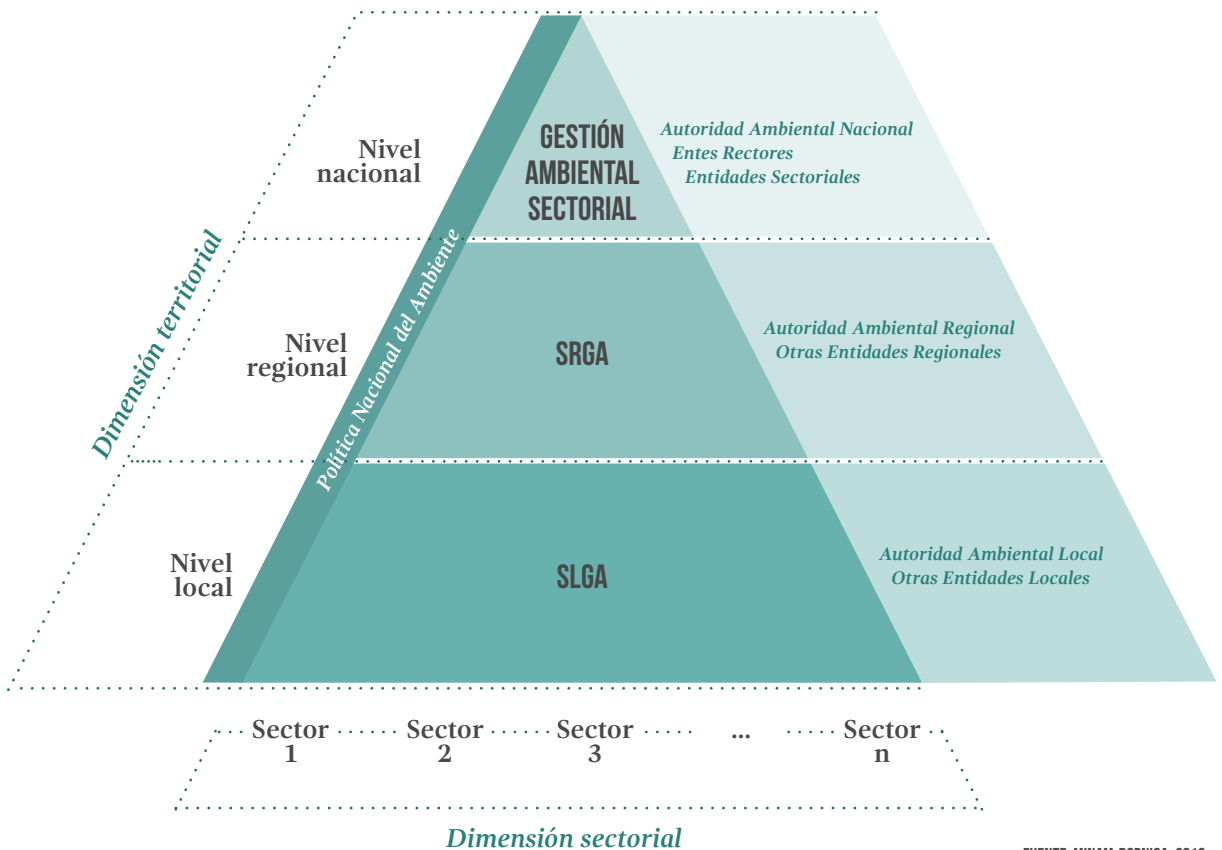 Nivel
nacional
GESTIÓN
AMBIENTAL
SECTORIAL
Autoridad Ambiental Nacional
Entes Rectores
Entidades Sectoriales
Dimensión territorial
Política Nacional del Ambiente
Nivel
regional
SRGA
Autoridad Ambiental Regional
Otras Entidades Regionales
Nivel
local
SLGA
Autoridad Ambiental Local
Otras Entidades Locales
Sector
1
Sector
2
Sector
3
...
Sector
n
Dimensión sectorial